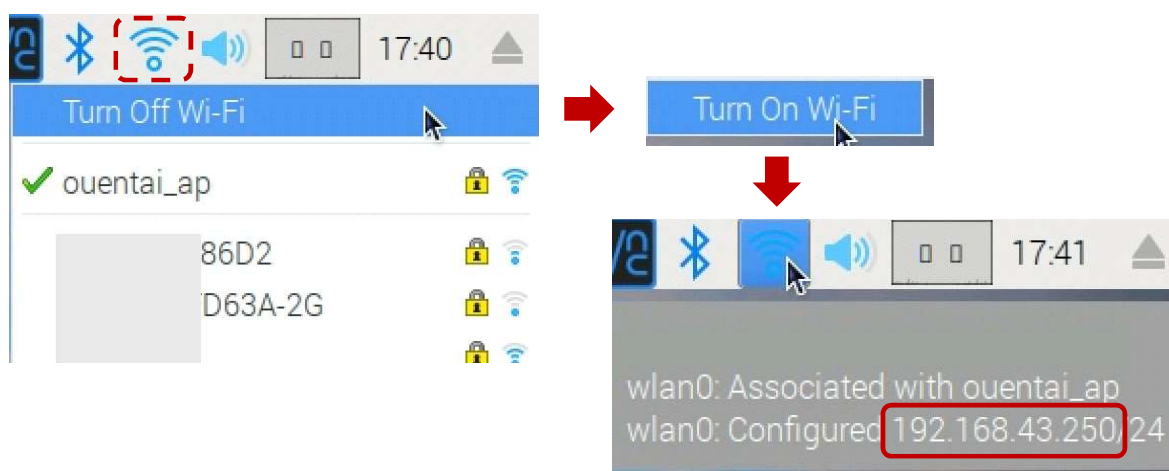 17:40
Turn Off Wi-Fi
ouentai_ap
86D2
D63A-2G
Turn On Wi-Fi
17:41
wlan0: Associated with ouentai_ap
wlan0: Configured 192.168.43.250/24